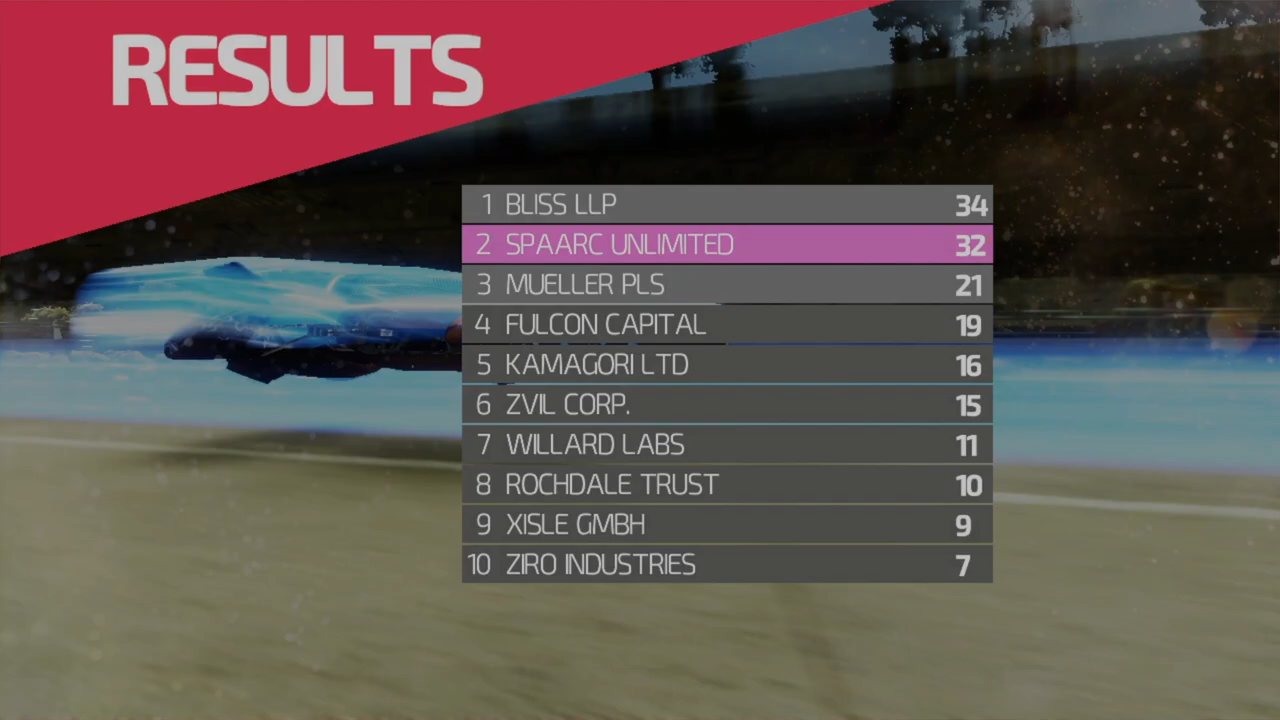 RESULTS
1 BLISS LLP 34
2 SPAARC UNLIMITED 32
3 MUELLER PLS 21
4 FULCON CAPITAL 19
5 KAMAGORI LTD 16
6 ZVIL CORP. 15
7 WILLARD LABS 11
8 ROCHDALE TRUST 10
9 XISLE GMBH 9
10 ZIRO INDUSTRIES 7